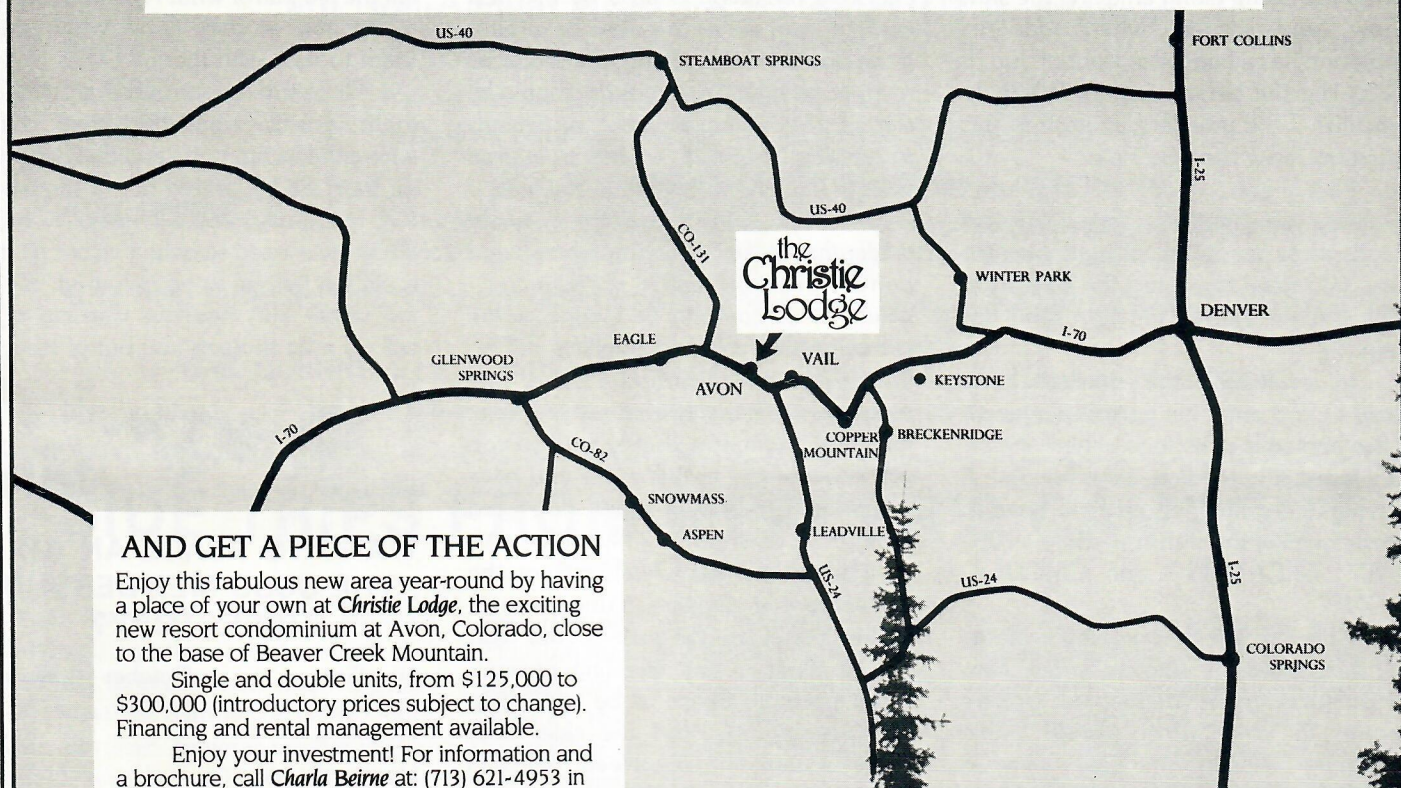 US-40
STEAMBOAT SPRINGS
FORT COLLINS
I-25
US-40
CO-131
the
Christie
Lodge
WINTER PARK
DENVER
I-70
EAGLE
GLENWOOD
SPRINGS
VAIL
AVON
KEYSTONE
I-70
COPPER
MOUNTAIN
BRECKENRIDGE
CO-82
SNOWMASS
ASPEN
LEADVILLE
US-24
US-24
I-25
COLORADO
SPRINGS
AND GET A PIECE OF THE ACTION
Enjoy this fabulous new area year-round by having
a place of your own at Christie Lodge, the exciting
new resort condominium at Avon, Colorado, close
to the base of Beaver Creek Mountain.
Single and double units, from $125,000 to
$300,000 (introductory prices subject to change).
Financing and rental management available.
Enjoy your investment! For information and
a brochure, call Charla Beirne at: (713) 621-4953 in